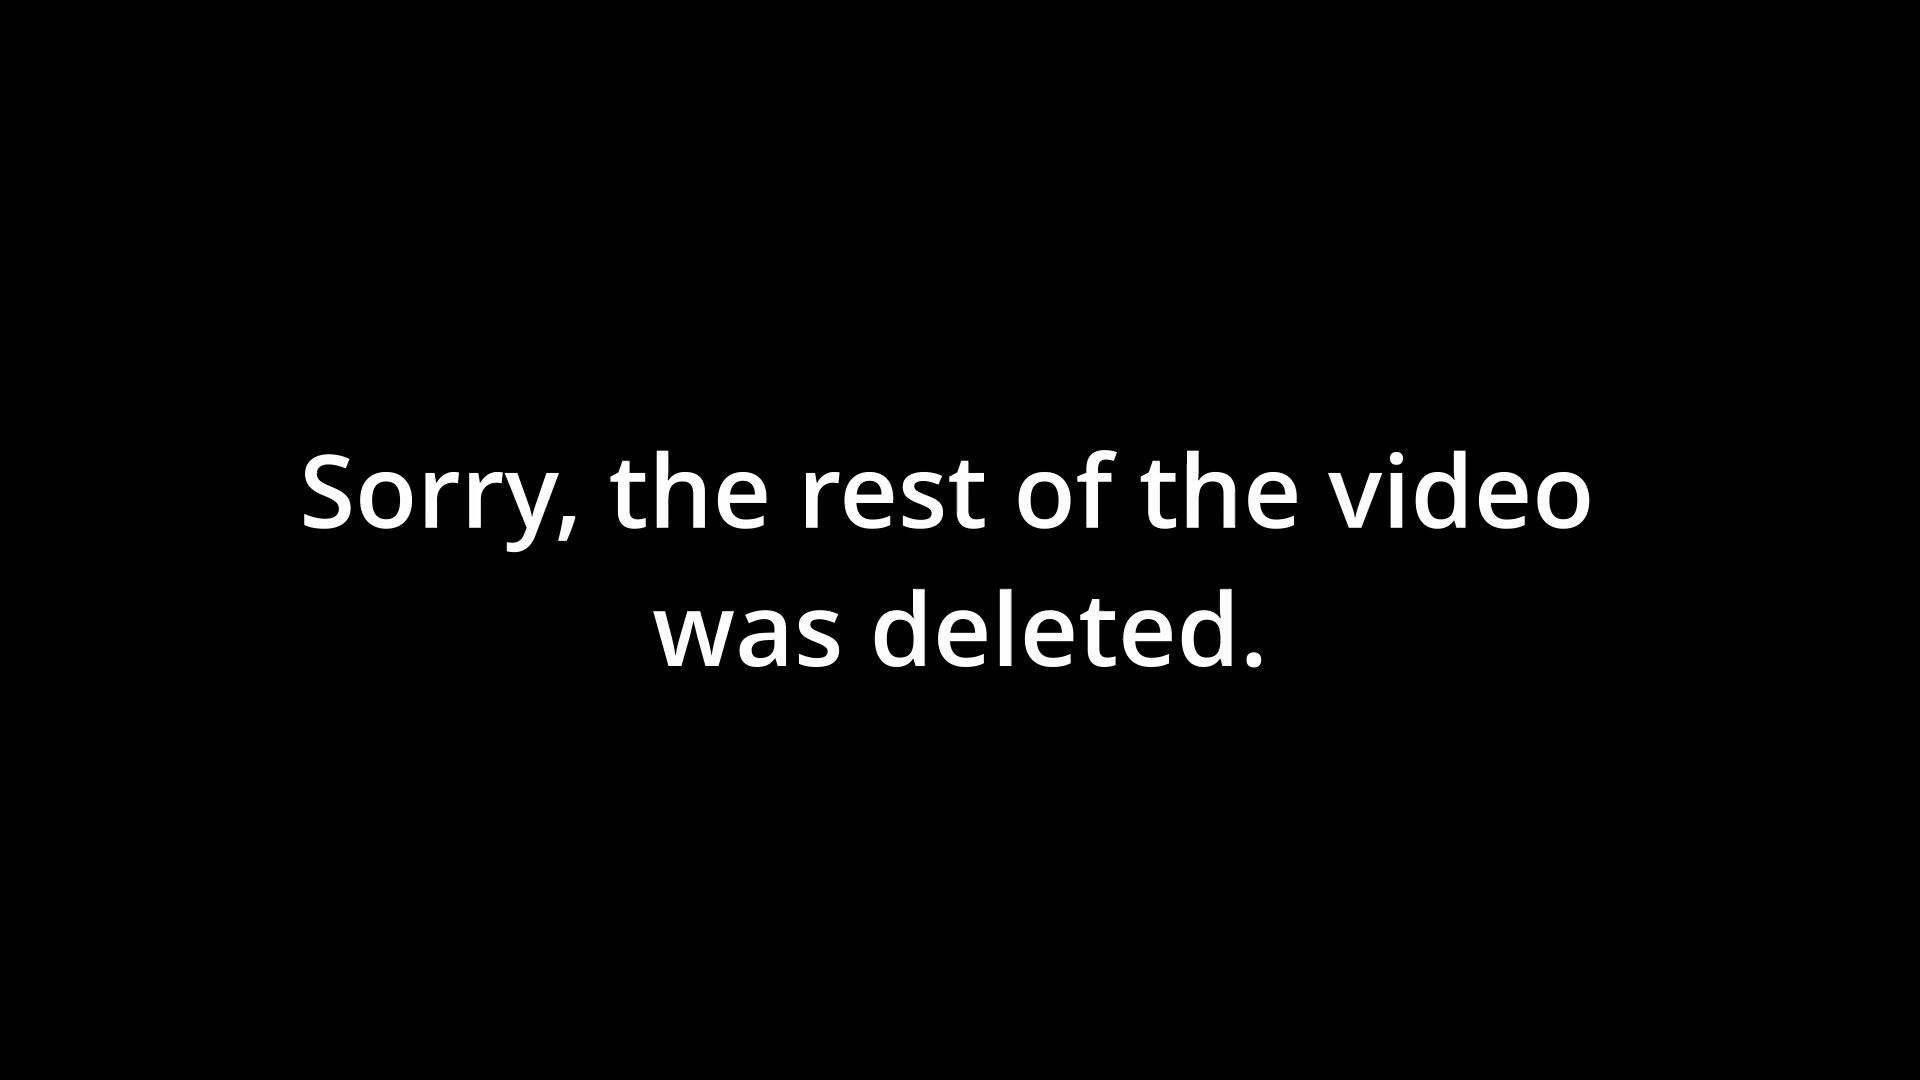 Sorry, the rest of the video
was deleted.